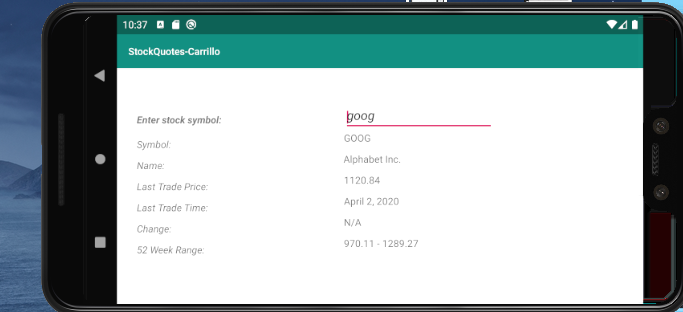 10:37
StockQuotes-Carrillo
Enter stock symbol: goog
Symbol: GOOG
Name: Alphabet Inc.
Last Trade Price: 1120.84
Last Trade Time: April 2, 2020
Change: N/A
52 Week Range: 970.11 - 1289.27